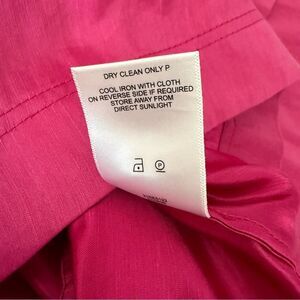 DRY CLEAN ONLY P
COOL IRON WITH CLOTH
ON REVERSE SIDE IF REQUIRED
STORE AWAY FROM
DIRECT SUNLIGHT
P